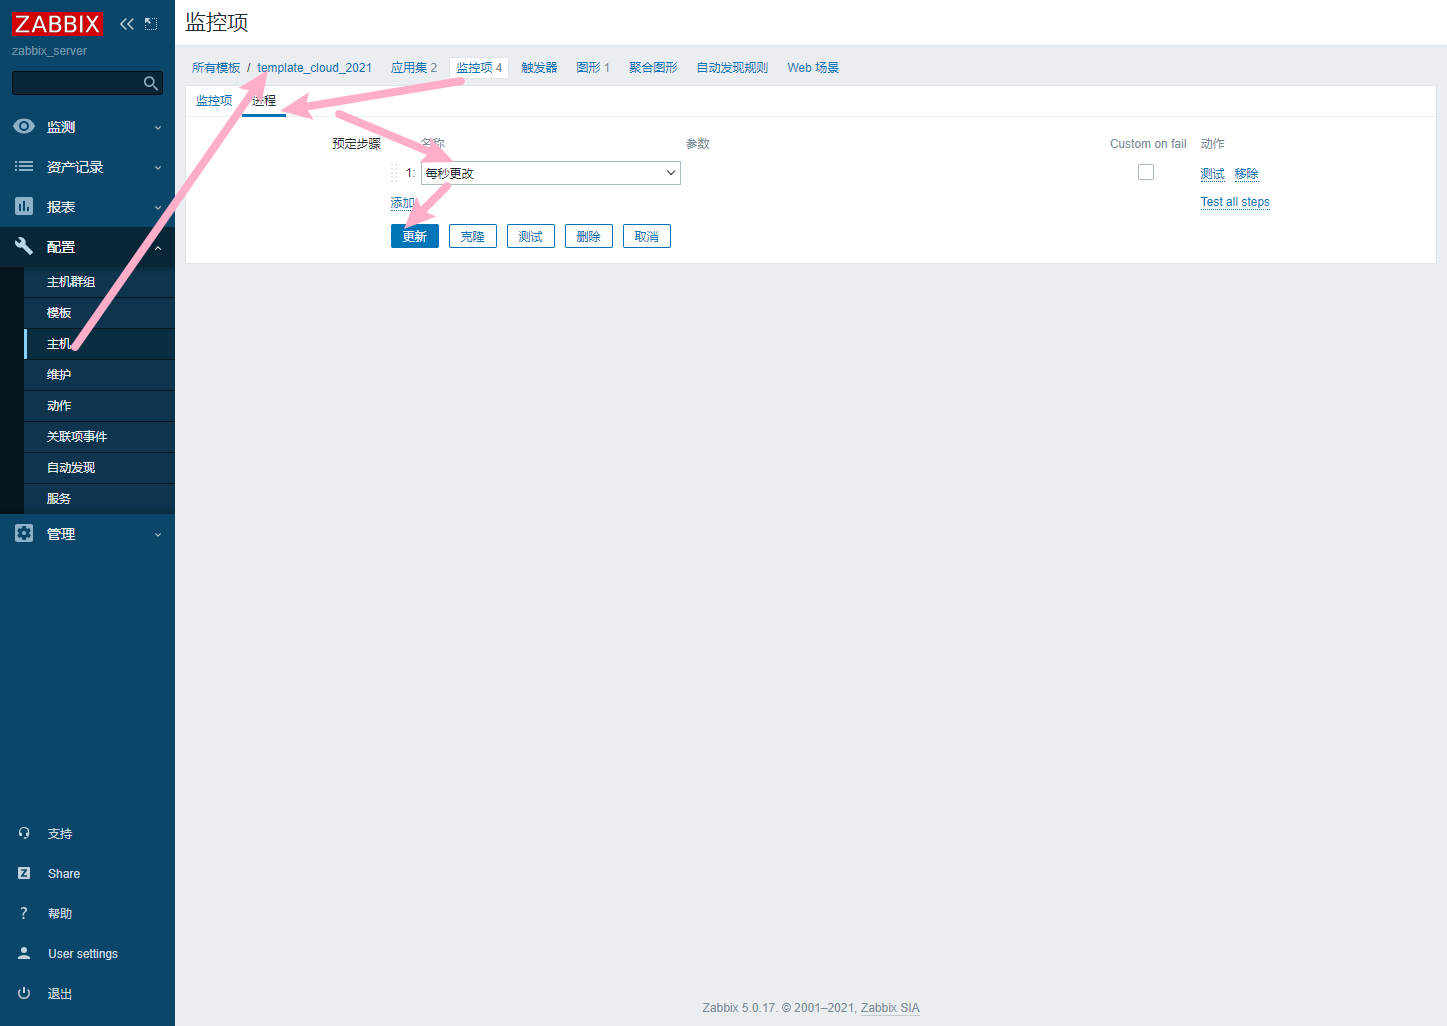 ZABBIX
zabbix_server
监测
资产记录
报表
配置
主机群组
模板
主机
维护
动作
关联项事件
自动发现
服务
管理
支持
Share
帮助
User settings
退出
监控项
所有模板 / template_cloud_2021 应用集 2 监控项 4 触发器 图形 1 聚合图形 自动发现规则 Web 场景
监控项 进程
预定步骤 名称 参数 Custom on fail 动作
1: 每秒更改 测试 移除
添加 Test all steps
更新 克隆 测试 删除 取消
Zabbix 5.0.17. © 2001–2021, Zabbix SIA